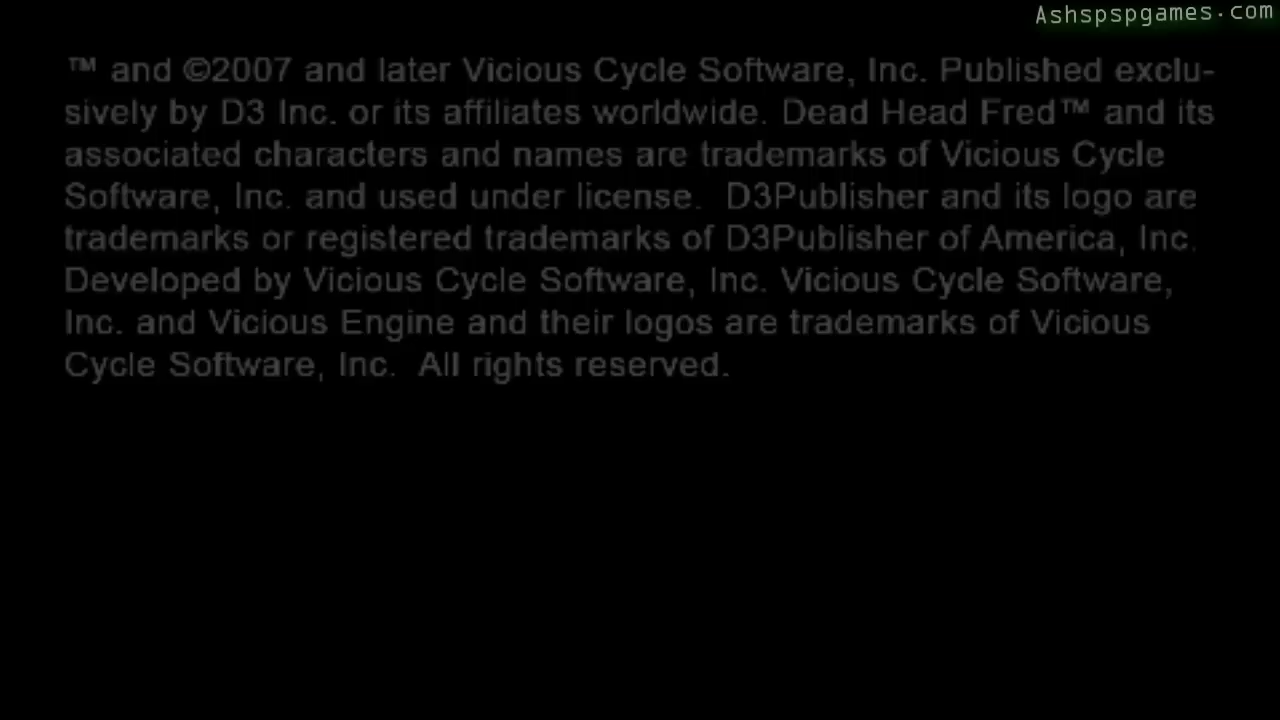 Ashspspgames.com
™ and ©2007 and later Vicious Cycle Software, Inc. Published exclu-
sively by D3 Inc. or its affiliates worldwide. Dead Head Fred™ and its
associated characters and names are trademarks of Vicious Cycle
Software, Inc. and used under license.  D3Publisher and its logo are
trademarks or registered trademarks of D3Publisher of America, Inc.
Developed by Vicious Cycle Software, Inc. Vicious Cycle Software,
Inc. and Vicious Engine and their logos are trademarks of Vicious
Cycle Software, Inc.  All rights reserved.